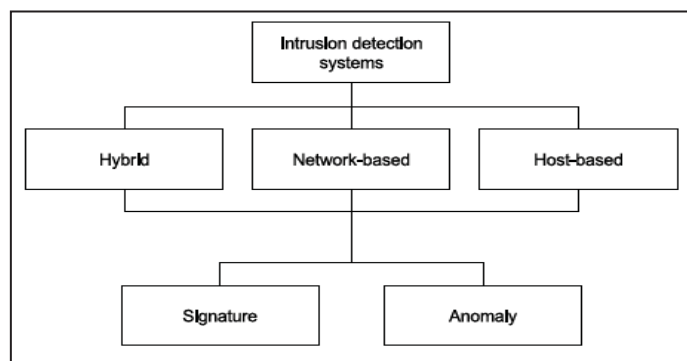 Intrusion detection
systems
Hybrid
Network-based
Host-based
Signature
Anomaly